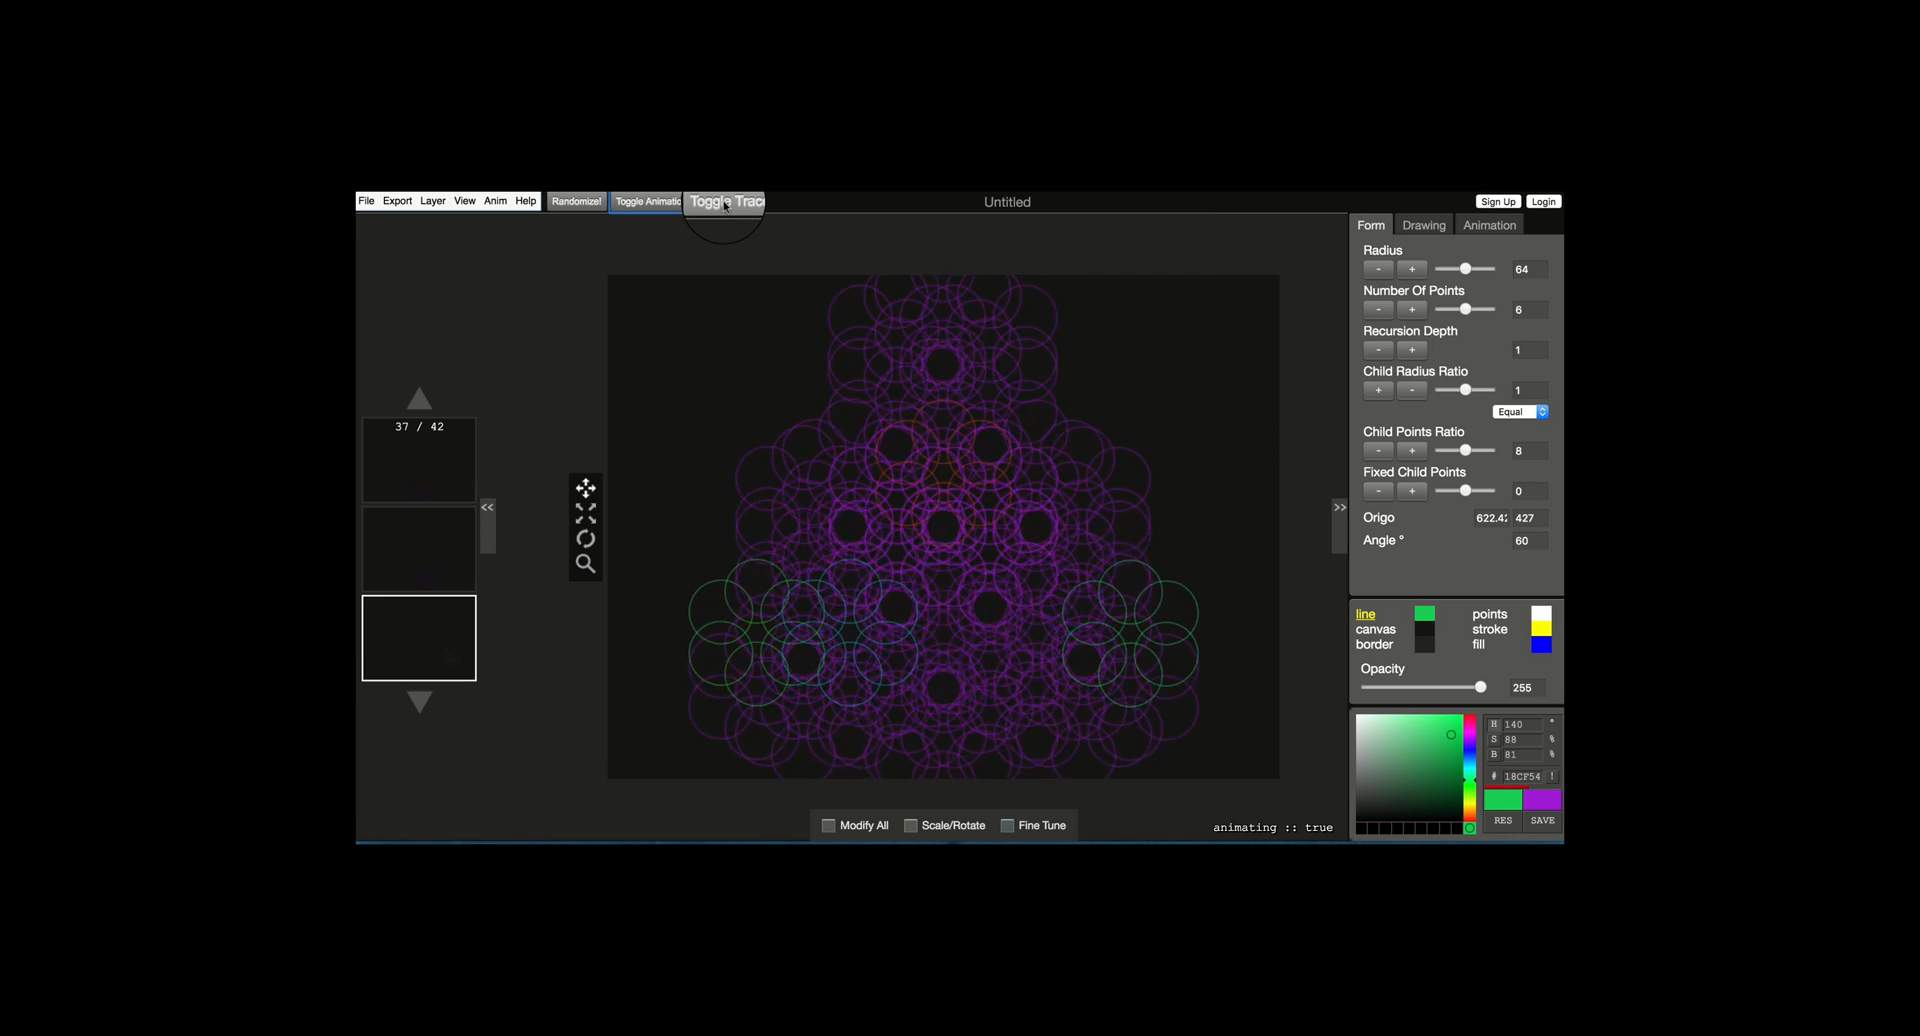 File Export Layer View Anim Help Randomize! Toggle Animatio Toggle Trac Untitled Sign Up Login
Form Drawing Animation
Radius
- + 64
Number Of Points
- + 6
Recursion Depth
- + 1
Child Radius Ratio
+ - 1
Equal
Child Points Ratio
- + 8
Fixed Child Points
- + 0
Origo 622.42 427
Angle ° 60
37 / 42
<<
>>
line points
canvas stroke
border fill
Opacity
255
H 140 °
S 88 %
B 81 %
# 18CF54 !
RES SAVE
Modify All Scale/Rotate Fine Tune
animating :: true